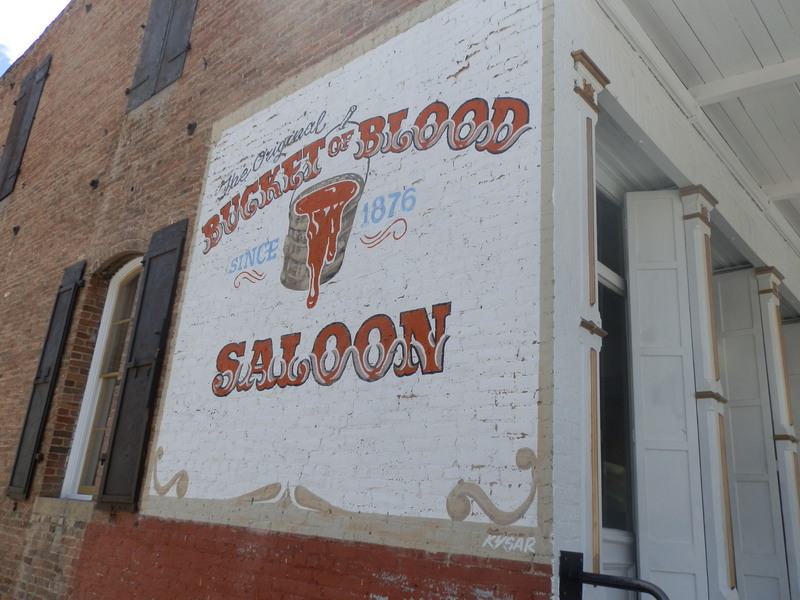 The Original
BUCKET OF BLOOD
SINCE 1876
SALOON
KYSAR